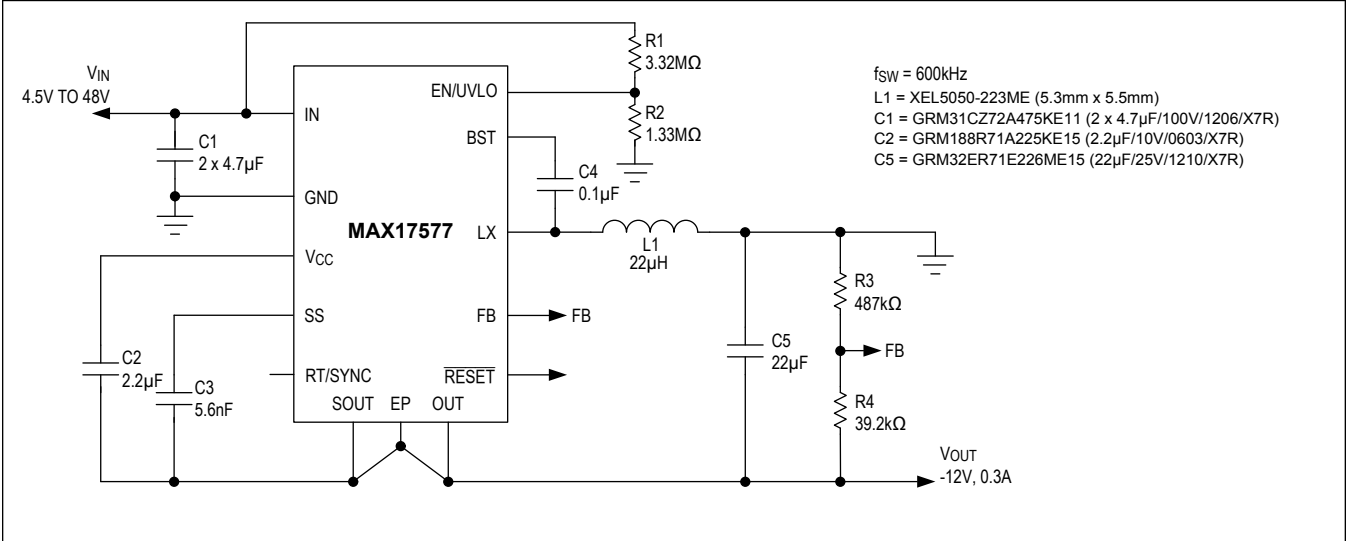 VIN
4.5V TO 48V
C1
2 x 4.7µF
C2
2.2µF
C3
5.6nF
MAX17577
IN
GND
VCC
SS
RT/SYNC
SOUT EP OUT
EN/UVLO
BST
LX
FB
RESET
R1
3.32MΩ
R2
1.33MΩ
C4
0.1µF
L1
22µH
FB
C5
22µF
R3
487kΩ
FB
R4
39.2kΩ
VOUT
-12V, 0.3A
fSW = 600kHz
L1 = XEL5050-223ME (5.3mm x 5.5mm)
C1 = GRM31CZ72A475KE11 (2 x 4.7µF/100V/1206/X7R)
C2 = GRM188R71A225KE15 (2.2µF/10V/0603/X7R)
C5 = GRM32ER71E226ME15 (22µF/25V/1210/X7R)